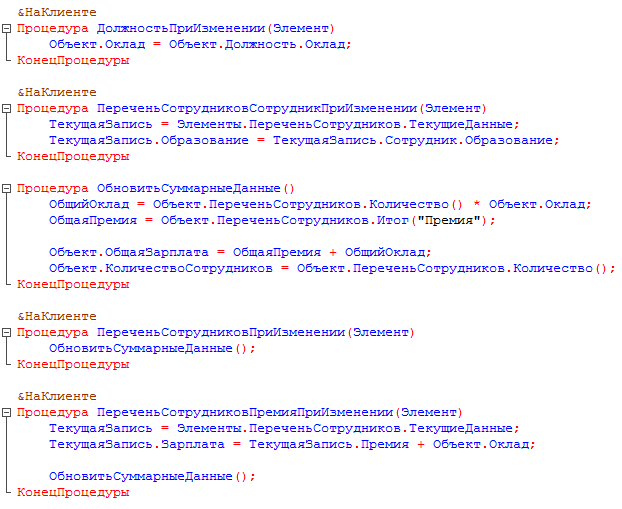 &НаКлиенте
Процедура ДолжностьПриИзменении(Элемент)
Объект.Оклад = Объект.Должность.Оклад;
КонецПроцедуры
&НаКлиенте
Процедура ПереченьСотрудниковСотрудникПриИзменении(Элемент)
ТекущаяЗапись = Элементы.ПереченьСотрудников.ТекущиеДанные;
ТекущаяЗапись.Образование = ТекущаяЗапись.Сотрудник.Образование;
КонецПроцедуры
Процедура ОбновитьСуммарныеДанные()
ОбщийОклад = Объект.ПереченьСотрудников.Количество() * Объект.Оклад;
ОбщаяПремия = Объект.ПереченьСотрудников.Итог("Премия");
Объект.ОбщаяЗарплата = ОбщаяПремия + ОбщийОклад;
Объект.КоличествоСотрудников = Объект.ПереченьСотрудников.Количество();
КонецПроцедуры
&НаКлиенте
Процедура ПереченьСотрудниковПриИзменении(Элемент)
ОбновитьСуммарныеДанные();
КонецПроцедуры
&НаКлиенте
Процедура ПереченьСотрудниковПремияПриИзменении(Элемент)
ТекущаяЗапись = Элементы.ПереченьСотрудников.ТекущиеДанные;
ТекущаяЗапись.Зарплата = ТекущаяЗапись.Премия + Объект.Оклад;
ОбновитьСуммарныеДанные();
КонецПроцедуры